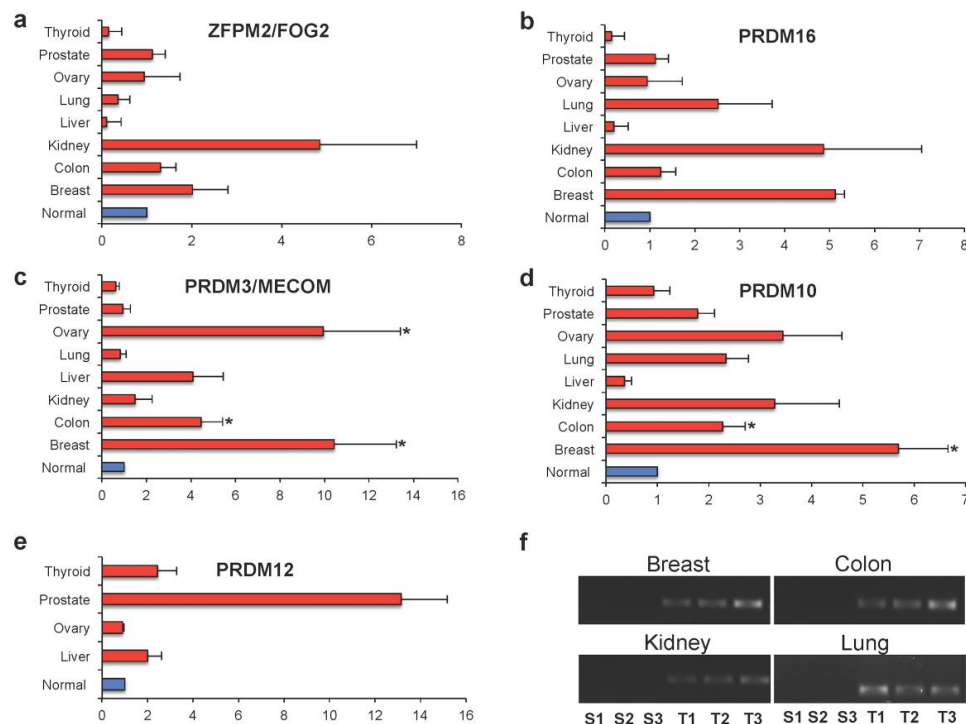 a
ZFPM2/FOG2
Thyroid
Prostate
Ovary
Lung
Liver
Kidney
Colon
Breast
Normal
0 2 4 6 8
b
PRDM16
Thyroid
Prostate
Ovary
Lung
Liver
Kidney
Colon
Breast
Normal
0 1 2 3 4 5 6 7 8
c
PRDM3/MECOM
Thyroid
Prostate
Ovary *
Lung
Liver
Kidney
Colon *
Breast *
Normal
0 2 4 6 8 10 12 14 16
d
PRDM10
Thyroid
Prostate
Ovary
Lung
Liver
Kidney
Colon *
Breast *
Normal
0 1 2 3 4 5 6 7
e
PRDM12
Thyroid
Prostate
Ovary
Liver
Normal
0 2 4 6 8 10 12 14 16
f
Breast Colon
Kidney Lung
S1 S2 S3 T1 T2 T3 S1 S2 S3 T1 T2 T3